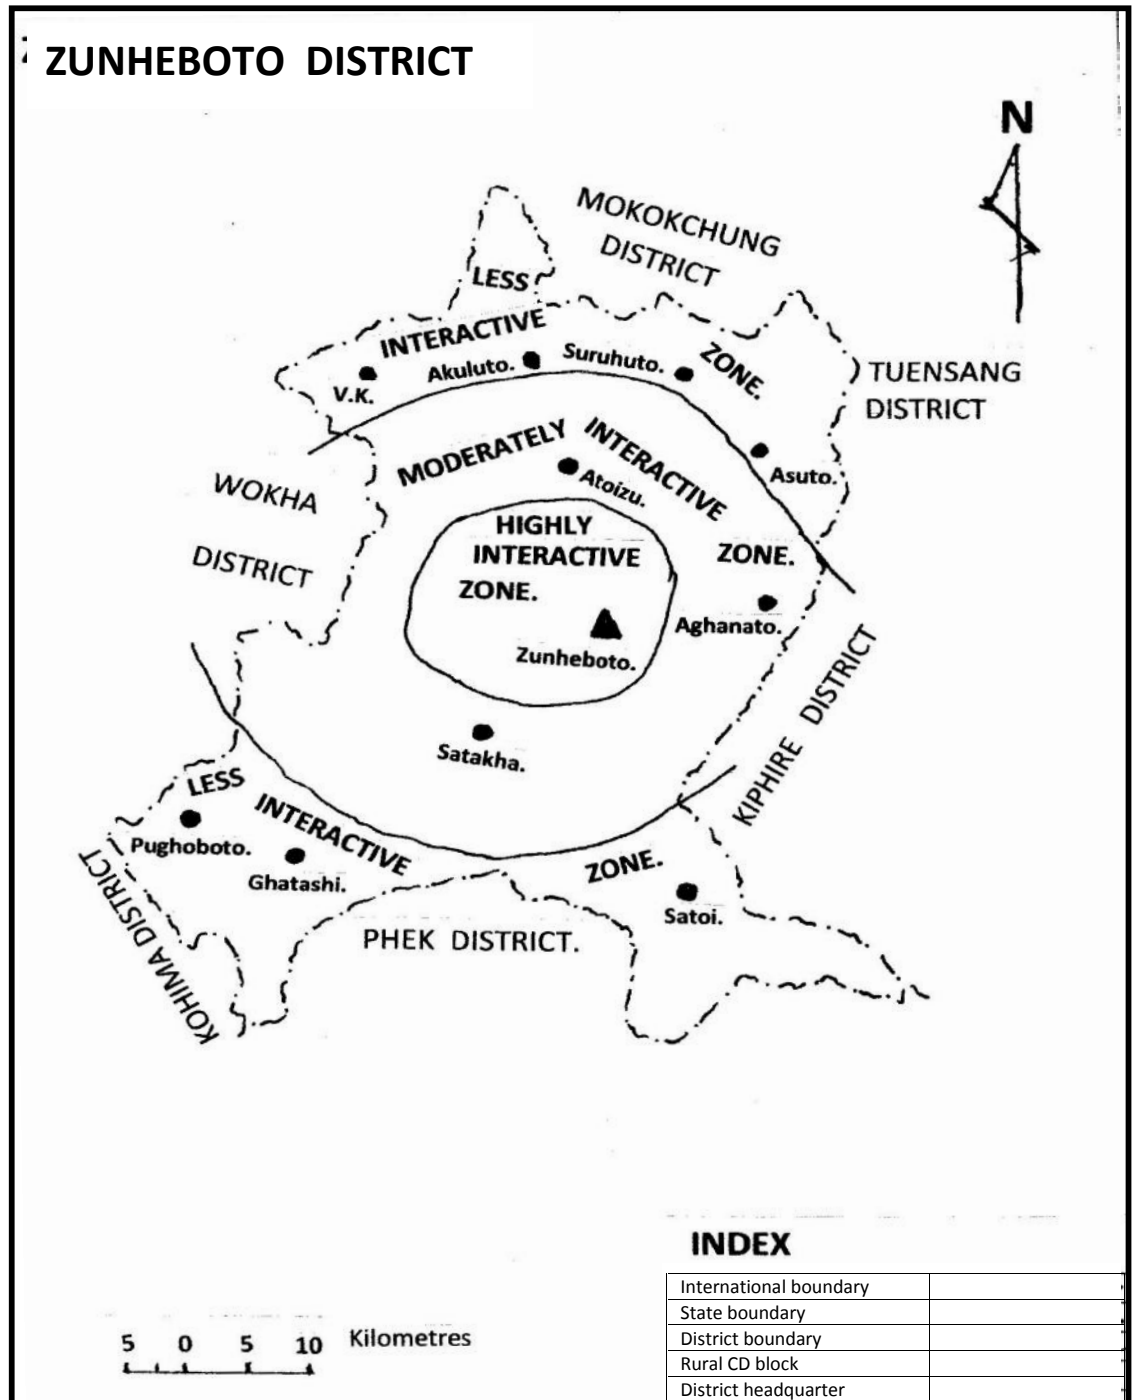 ZUNHEBOTO DISTRICT
N
MOKOKCHUNG
DISTRICT
LESS
INTERACTIVE
ZONE.
V.K.
Akuluto.
Suruhuto.
TUENSANG
DISTRICT
MODERATELY
INTERACTIVE
Atoizu.
Asuto.
WOKHA
DISTRICT
HIGHLY
INTERACTIVE
ZONE.
ZONE.
Aghanato.
Zunheboto.
Satakha.
KIPHIRE DISTRICT
LESS
INTERACTIVE
ZONE.
Pughoboto.
Ghatashi.
Satoi.
KOHIMA DISTRICT
PHEK DISTRICT.
INDEX
International boundary
State boundary
District boundary
Rural CD block
District headquarter
5 0 5 10 Kilometres